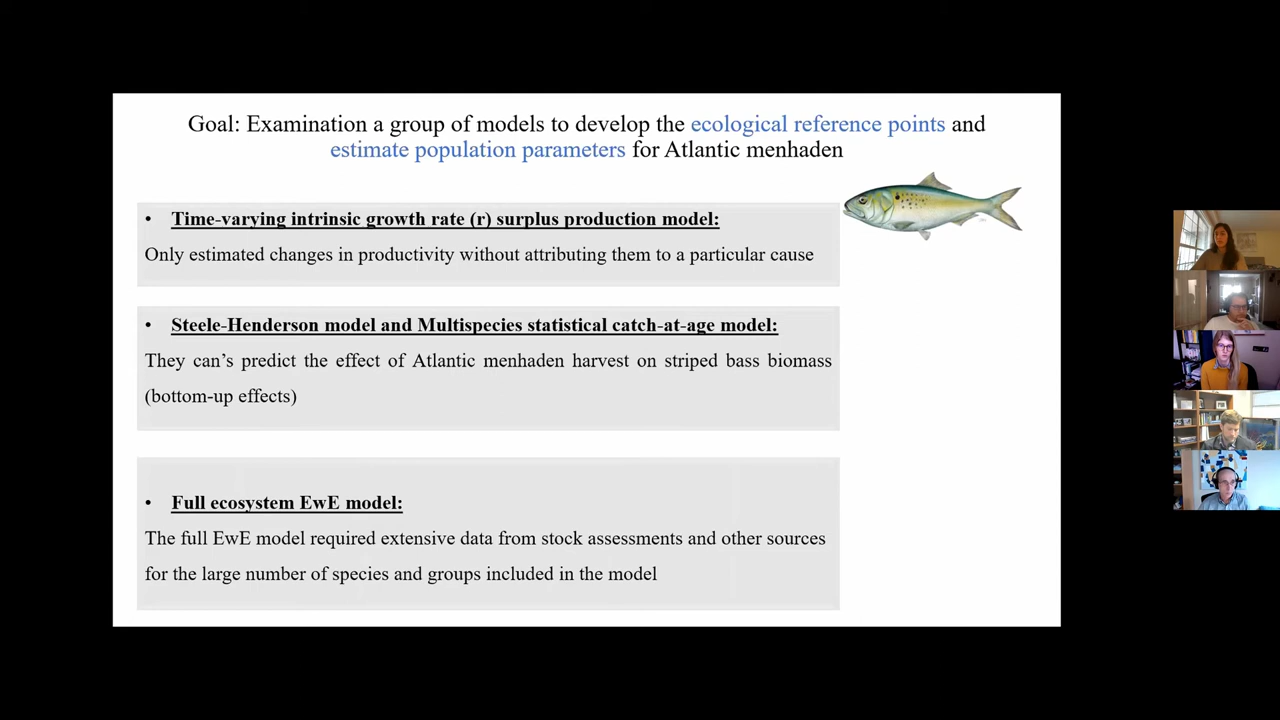 Goal: Examination a group of models to develop the ecological reference points and
estimate population parameters for Atlantic menhaden
• Time-varying intrinsic growth rate (r) surplus production model:
Only estimated changes in productivity without attributing them to a particular cause
• Steele-Henderson model and Multispecies statistical catch-at-age model:
They can's predict the effect of Atlantic menhaden harvest on striped bass biomass
(bottom-up effects)
• Full ecosystem EwE model:
The full EwE model required extensive data from stock assessments and other sources
for the large number of species and groups included in the model